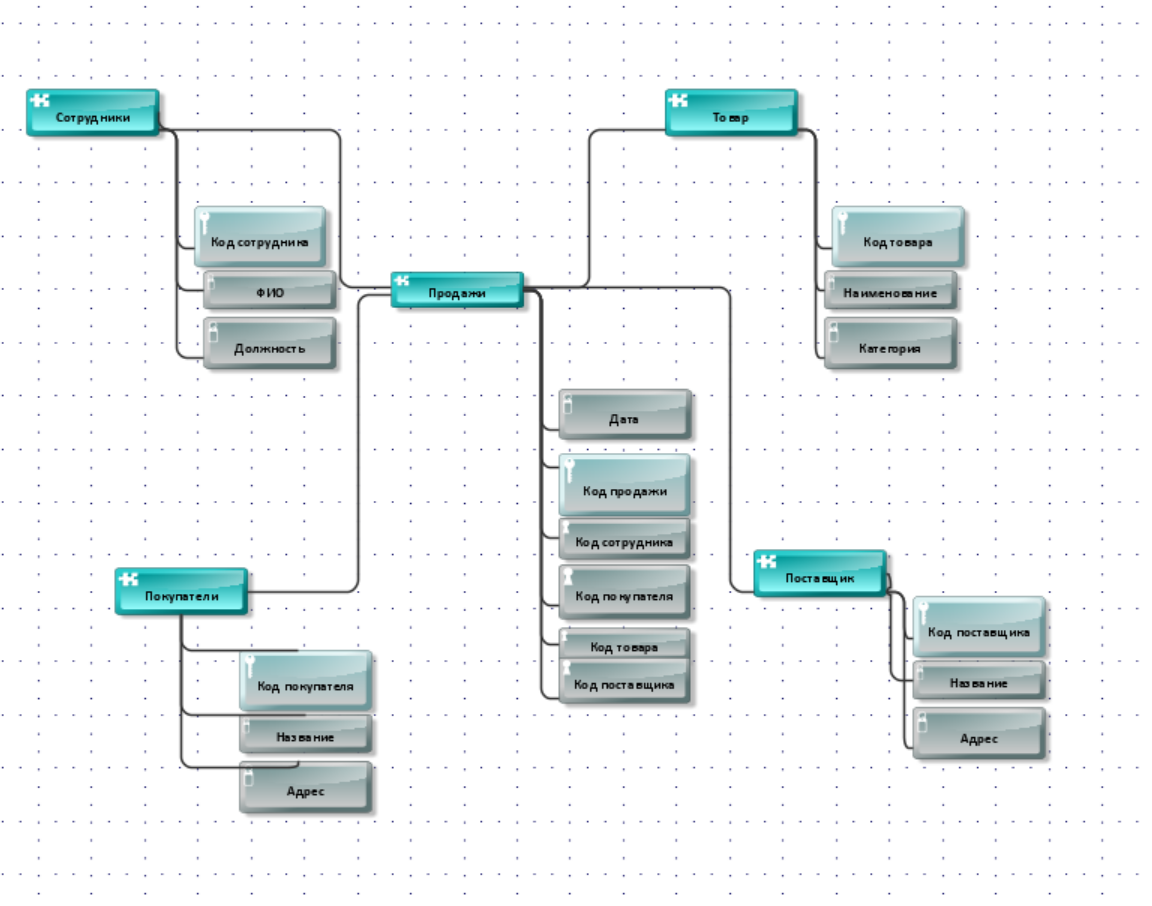 Сотрудники
Код сотрудника
ФИО
Должность
Товар
Код товара
Наименование
Категория
Продажи
Дата
Код продажи
Код сотрудника
Код покупателя
Код товара
Код поставщика
Покупатели
Код покупателя
Название
Адрес
Поставщик
Код поставщика
Название
Адрес